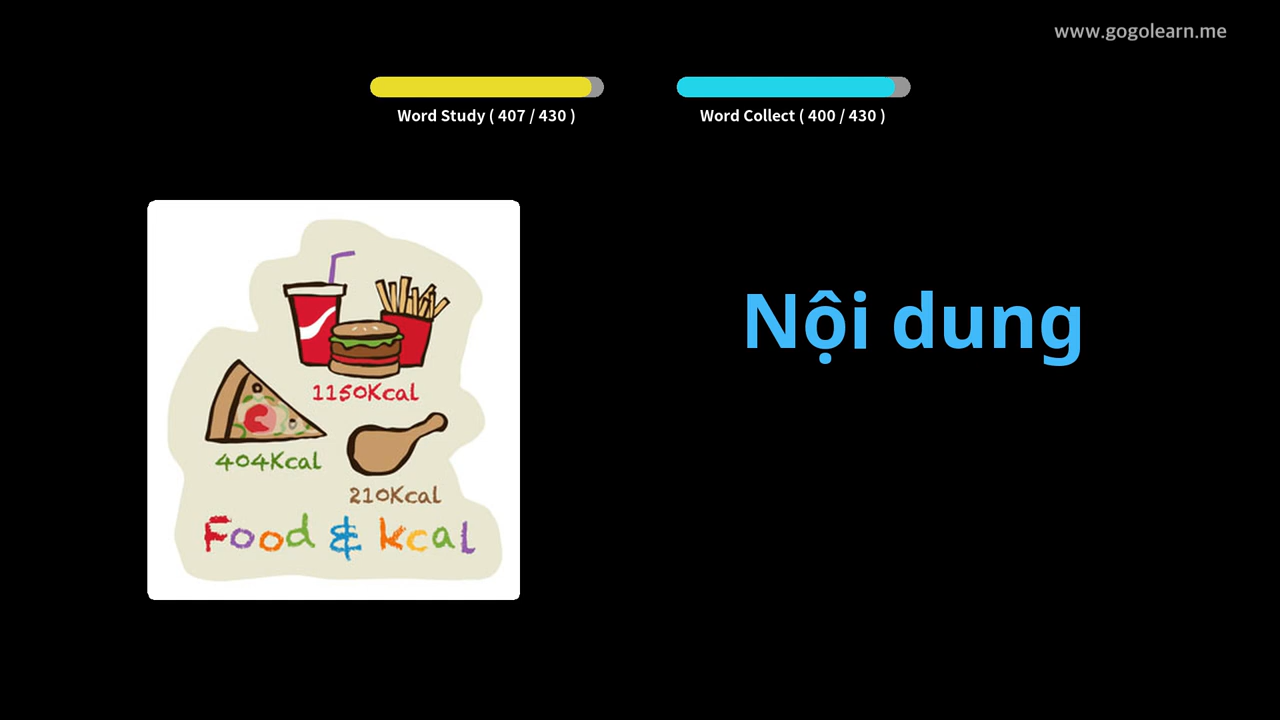 www.gogolearn.me
Word Study ( 407 / 430 )
Word Collect ( 400 / 430 )
1150Kcal
404Kcal
210Kcal
Food & kcal
Nội dung